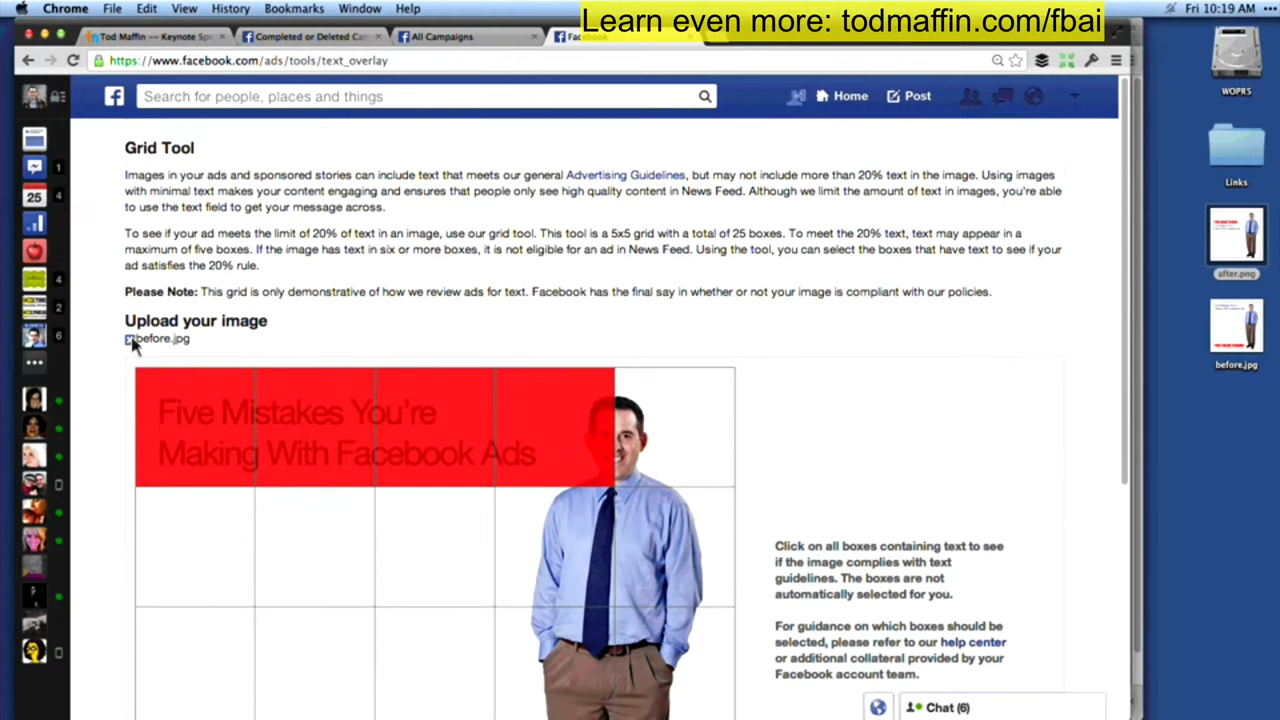 Chrome File Edit View History Bookmarks Window Help
Fri 10:19 AM
Learn even more: todmaffin.com/fbai
Tod Maffin –– Keynote Spe
Completed or Deleted Can
All Campaigns
https://www.facebook.com/ads/tools/text_overlay
Search for people, places and things
Home
Post
WOPR5
Links
after.png
before.jpg
1
25
4
4
2
6
Grid Tool
Images in your ads and sponsored stories can include text that meets our general Advertising Guidelines, but may not include more than 20% text in the image. Using images
with minimal text makes your content engaging and ensures that people only see high quality content in News Feed. Although we limit the amount of text in images, you're able
to use the text field to get your message across.
To see if your ad meets the limit of 20% of text in an image, use our grid tool. This tool is a 5x5 grid with a total of 25 boxes. To meet the 20% text, text may appear in a
maximum of five boxes. If the image has text in six or more boxes, it is not eligible for an ad in News Feed. Using the tool, you can select the boxes that have text to see if your
ad satisfies the 20% rule.
Please Note: This grid is only demonstrative of how we review ads for text. Facebook has the final say in whether or not your image is compliant with our policies.
Upload your image
before.jpg
Five Mistakes You're
Making With Facebook Ads
Click on all boxes containing text to see
if the image complies with text
guidelines. The boxes are not
automatically selected for you.
For guidance on which boxes should be
selected, please refer to our help center
or additional collateral provided by your
Facebook account team.
Chat (6)